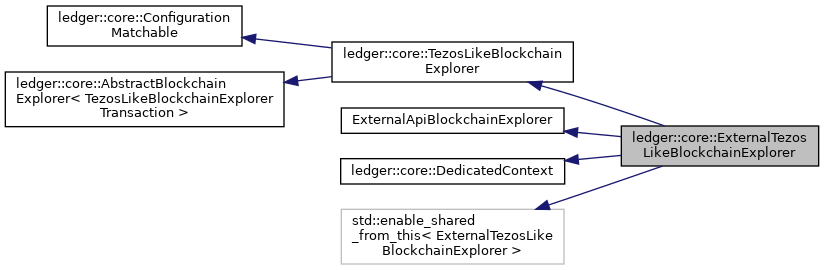 ledger::core::Configuration
Matchable
ledger::core::AbstractBlockchain
Explorer< TezosLikeBlockchainExplorer
Transaction >
ledger::core::TezosLikeBlockchain
Explorer
ExternalApiBlockchainExplorer
ledger::core::DedicatedContext
std::enable_shared
_from_this< ExternalTezosLike
BlockchainExplorer >
ledger::core::ExternalTezos
LikeBlockchainExplorer